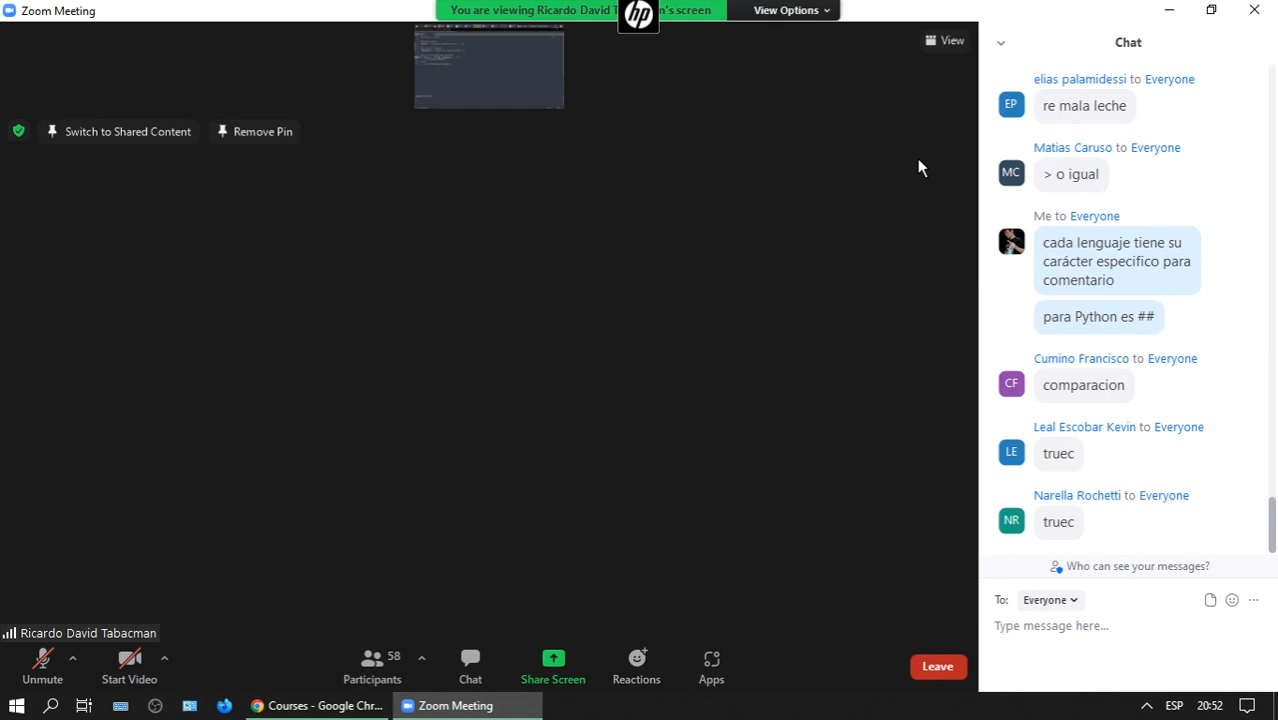 Zoom Meeting
You are viewing Ricardo David T
n's screen
View Options
View
Switch to Shared Content
Remove Pin
Chat
elias palamidessi to Everyone
EP
re mala leche
Matias Caruso to Everyone
MC
> o igual
Me to Everyone
cada lenguaje tiene su
carácter especifico para
comentario
para Python es ##
Cumino Francisco to Everyone
CF
comparacion
Leal Escobar Kevin to Everyone
LE
truec
Narella Rochetti to Everyone
NR
truec
Who can see your messages?
To: Everyone
Type message here...
Ricardo David Tabacman
Unmute
Start Video
58
Participants
Chat
Share Screen
Reactions
Apps
Leave
Courses - Google Chr...
Zoom Meeting
ESP
20:52
hp